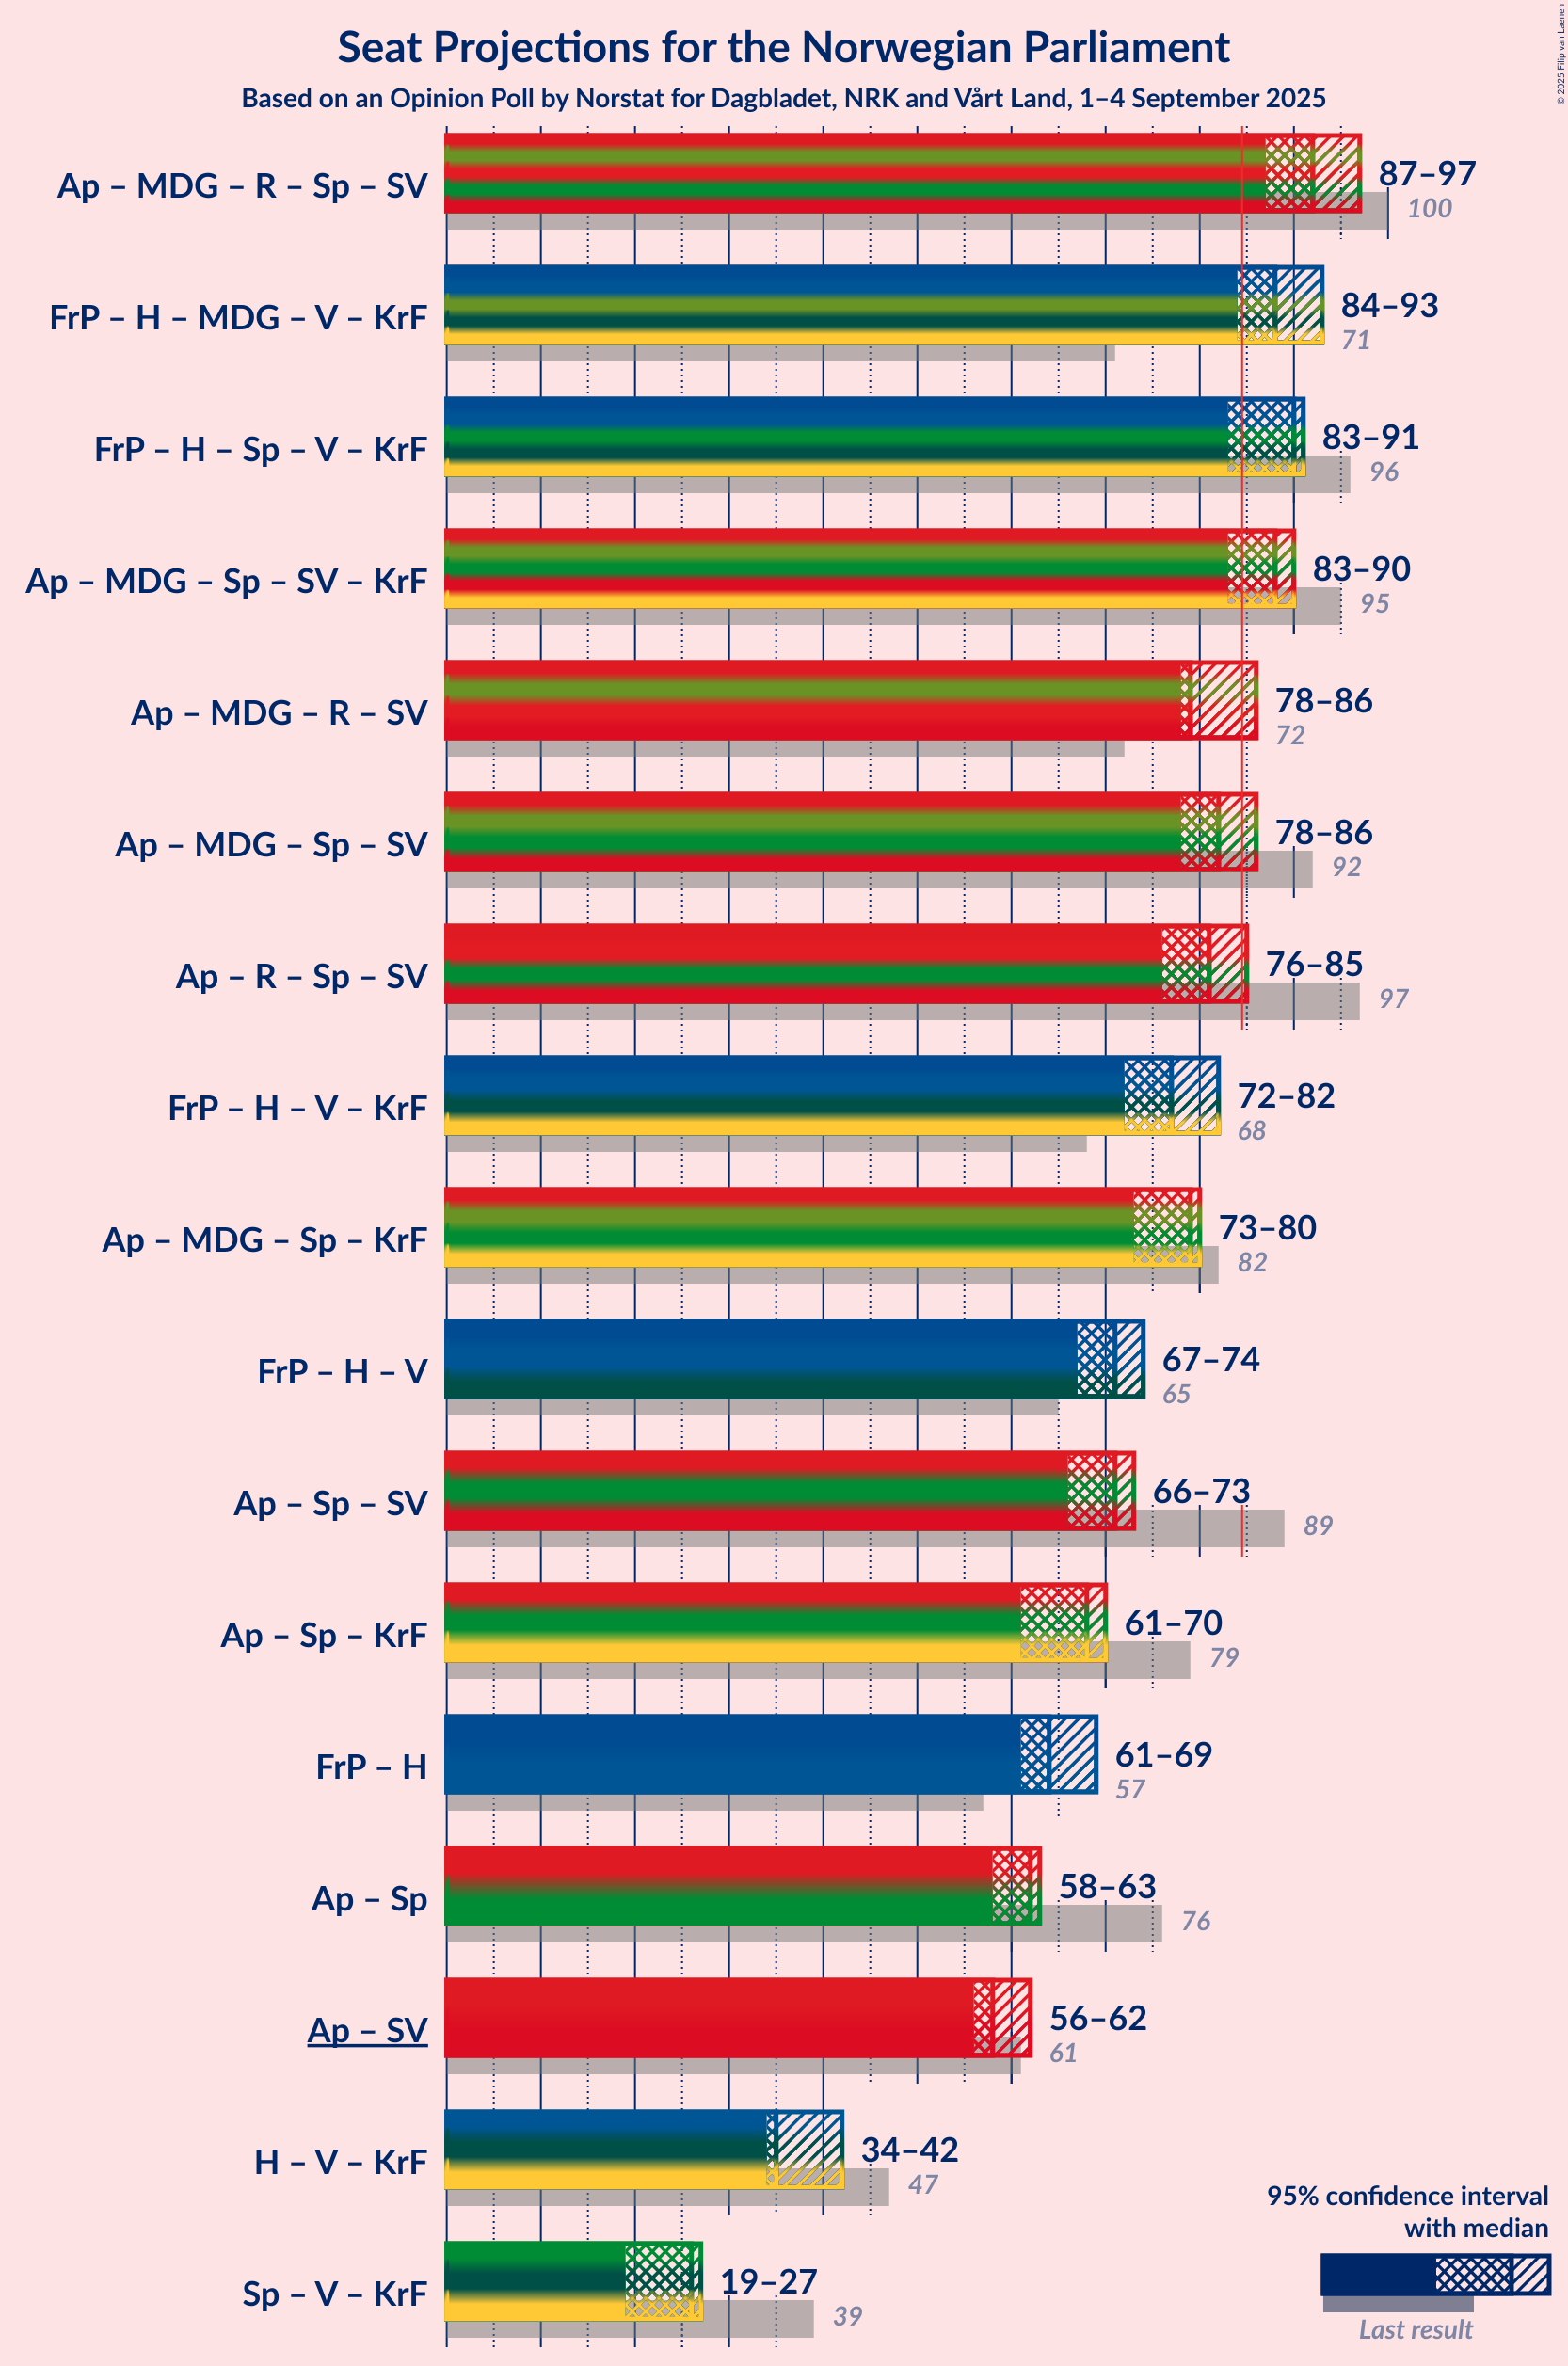 Seat Projections for the Norwegian Parliament
Based on an Opinion Poll by Norstat for Dagbladet, NRK and Vårt Land, 1–4 September 2025
© 2025 Filip van Laenen
Ap – MDG – R – Sp – SV
87–97
100
FrP – H – MDG – V – KrF
84–93
71
FrP – H – Sp – V – KrF
83–91
96
Ap – MDG – Sp – SV – KrF
83–90
95
Ap – MDG – R – SV
78–86
72
Ap – MDG – Sp – SV
78–86
92
Ap – R – Sp – SV
76–85
97
FrP – H – V – KrF
72–82
68
Ap – MDG – Sp – KrF
73–80
82
FrP – H – V
67–74
65
Ap – Sp – SV
66–73
89
Ap – Sp – KrF
61–70
79
FrP – H
61–69
57
Ap – Sp
58–63
76
Ap – SV
56–62
61
H – V – KrF
34–42
47
Sp – V – KrF
19–27
39
95% confidence interval
with median
Last result